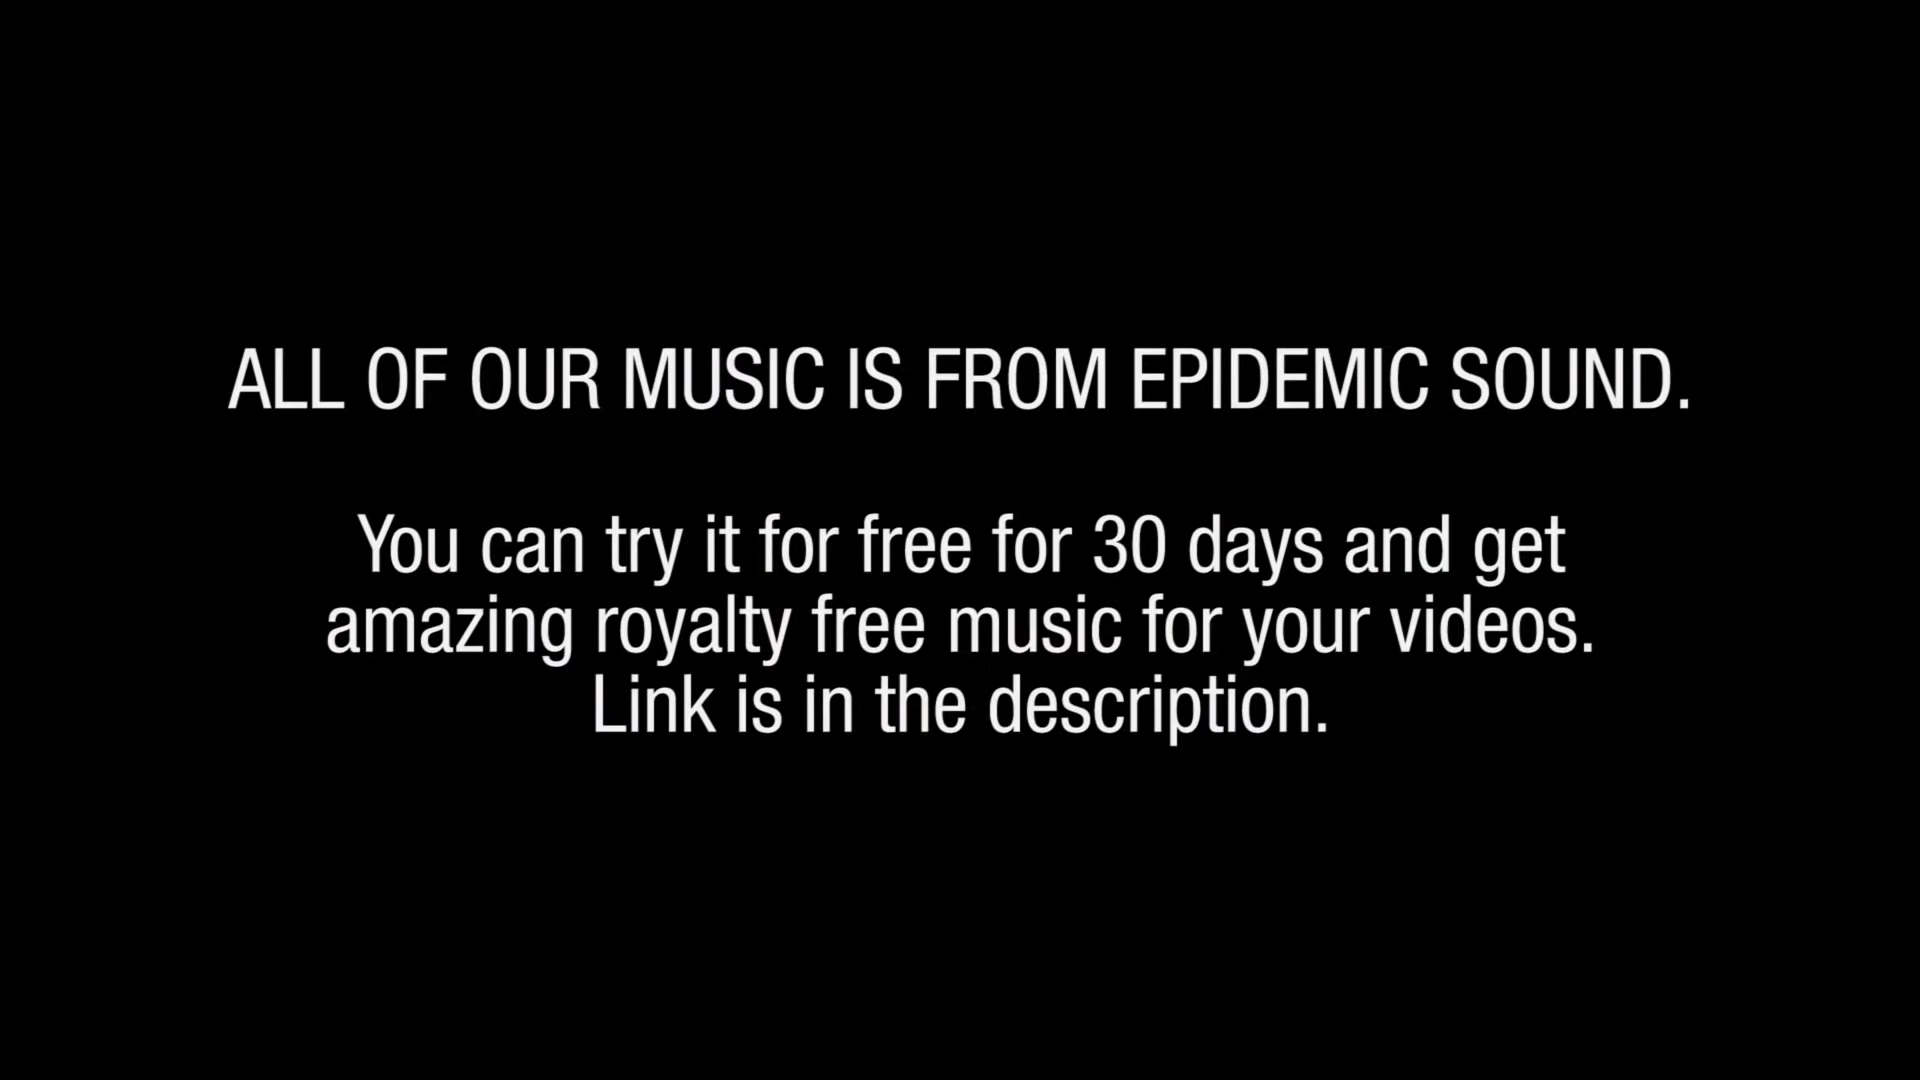 ALL OF OUR MUSIC IS FROM EPIDEMIC SOUND.
You can try it for free for 30 days and get
amazing royalty free music for your videos.
Link is in the description.